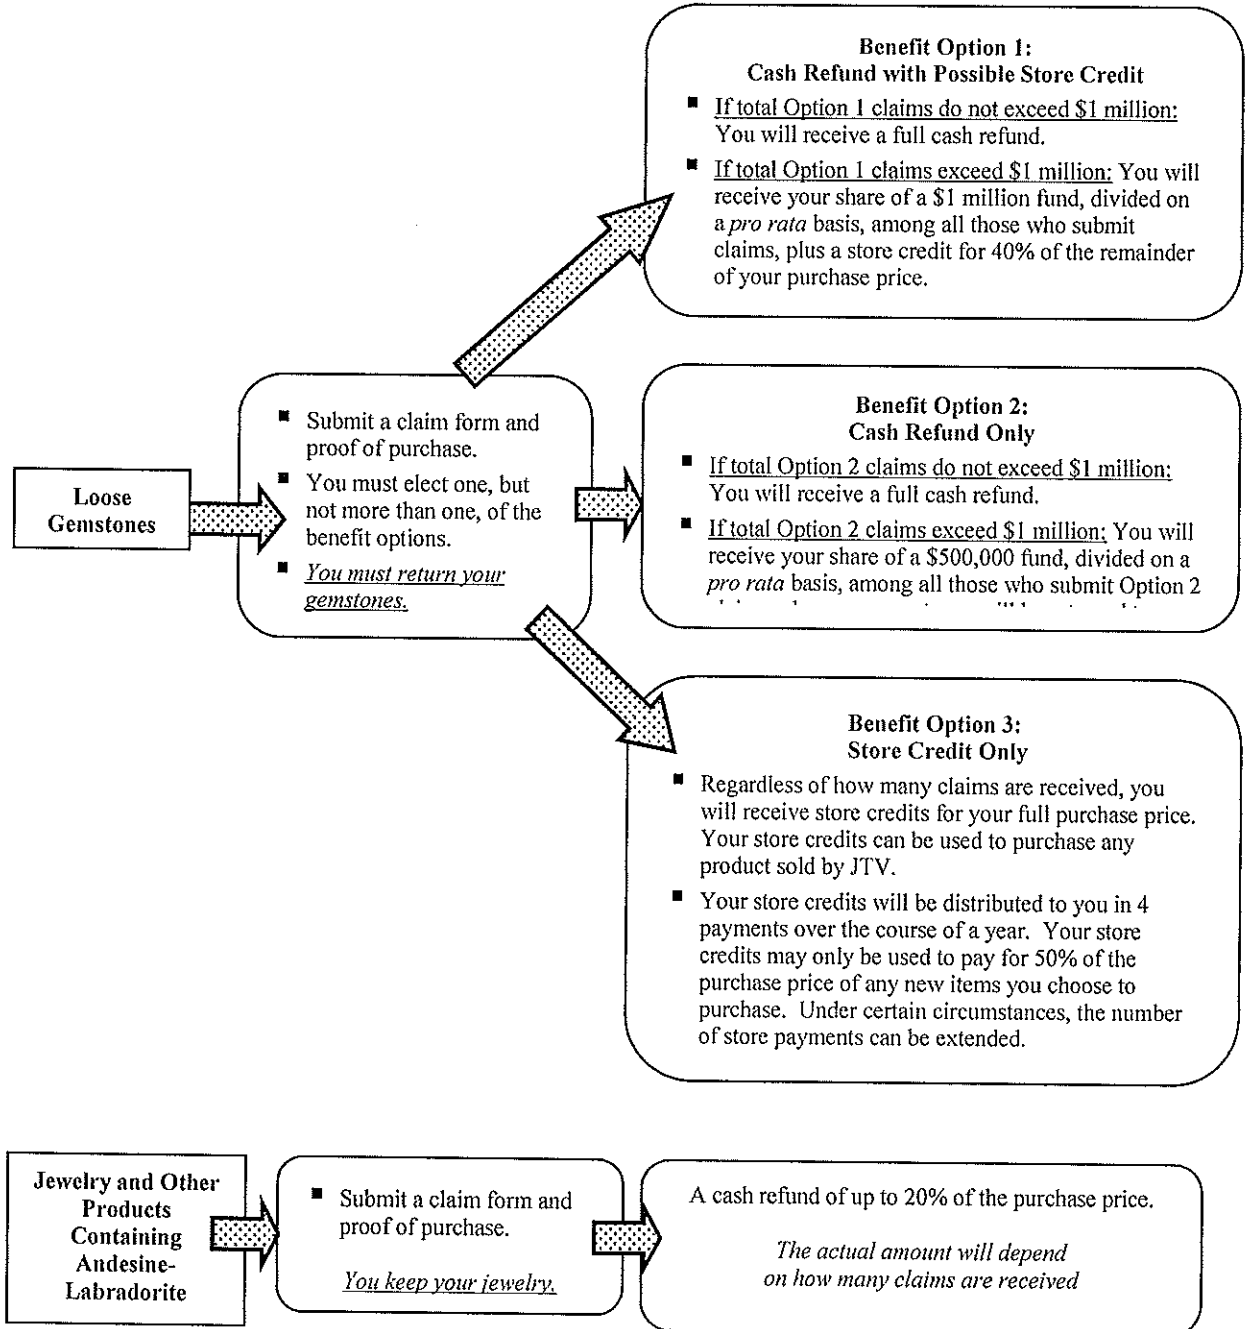 Benefit Option 1:
Cash Refund with Possible Store Credit
▪ If total Option 1 claims do not exceed $1 million:
You will receive a full cash refund.
▪ If total Option 1 claims exceed $1 million: You will
receive your share of a $1 million fund, divided on
a pro rata basis, among all those who submit
claims, plus a store credit for 40% of the remainder
of your purchase price.
Loose
Gemstones
▪ Submit a claim form and
proof of purchase.
▪ You must elect one, but
not more than one, of the
benefit options.
▪ You must return your
gemstones.
Benefit Option 2:
Cash Refund Only
▪ If total Option 2 claims do not exceed $1 million:
You will receive a full cash refund.
▪ If total Option 2 claims exceed $1 million: You will
receive your share of a $500,000 fund, divided on a
pro rata basis, among all those who submit Option 2
Benefit Option 3:
Store Credit Only
▪ Regardless of how many claims are received, you
will receive store credits for your full purchase price.
Your store credits can be used to purchase any
product sold by JTV.
▪ Your store credits will be distributed to you in 4
payments over the course of a year. Your store
credits may only be used to pay for 50% of the
purchase price of any new items you choose to
purchase. Under certain circumstances, the number
of store payments can be extended.
Jewelry and Other
Products
Containing
Andesine-
Labradorite
▪ Submit a claim form and
proof of purchase.
You keep your jewelry.
A cash refund of up to 20% of the purchase price.
The actual amount will depend
on how many claims are received